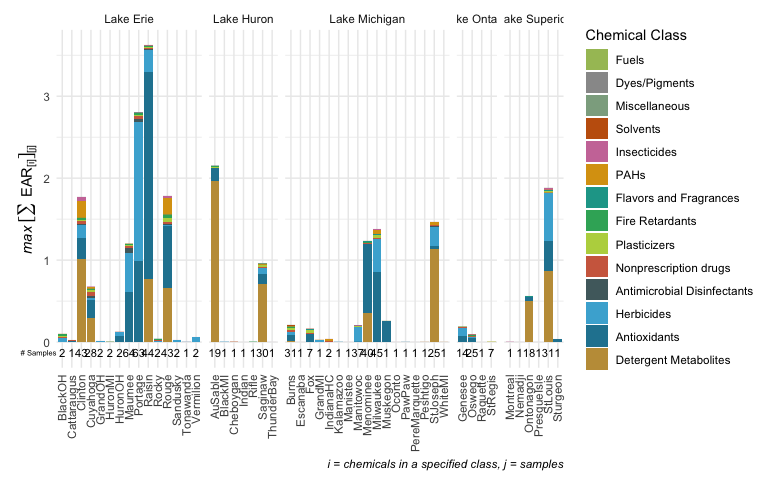 Lake Erie Lake Huron Lake Michigan ke Onta ake Superic
Chemical Class
Fuels
Dyes/Pigments
Miscellaneous
Solvents
Insecticides
PAHs
Flavors and Fragrances
Fire Retardants
Plasticizers
Nonprescription drugs
Antimicrobial Disinfectants
Herbicides
Antioxidants
Detergent Metabolites
max [∑ EAR[i]][j]
3
2
1
0
# Samples
BlackOH
Cattaraugus
Clinton
Cuyahoga
GrandOH
HuronMI
HuronOH
Maumee
Portage
Raisin
Rocky
Rouge
Sandusky
Tonawanda
Vermilion
AuSable
BlackMI
Cheboygan
Indian
Rifle
Saginaw
ThunderBay
Burns
Escanaba
Fox
GrandMI
IndianaHC
Kalamazoo
Manistee
Manitowoc
Menominee
Milwaukee
Muskegon
Oconto
PawPaw
PereMarquette
Peshtigo
StJoseph
WhiteMI
Genesee
Oswego
Raquette
StRegis
Montreal
Nemadji
Ontonagon
PresqueIsle
StLouis
Sturgeon
i = chemicals in a specified class, j = samples